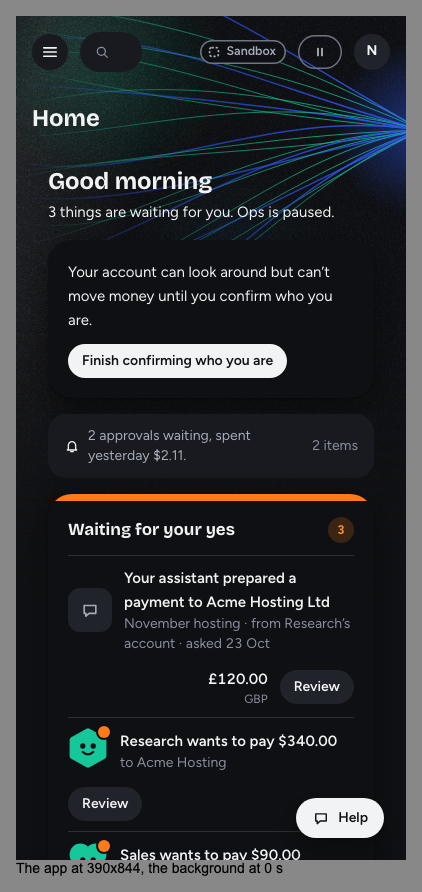 Sandbox
N
Home
Good morning
3 things are waiting for you. Ops is paused.
Your account can look around but can’t
move money until you confirm who you
are.
Finish confirming who you are
2 approvals waiting, spent
yesterday $2.11.
2 items
Waiting for your yes
3
Your assistant prepared a
payment to Acme Hosting Ltd
November hosting · from Research’s
account · asked 23 Oct
£120.00
GBP
Review
Research wants to pay $340.00
to Acme Hosting
Review
Help
Sales wants to pay $90.00
The app at 390x844, the background at 0 s